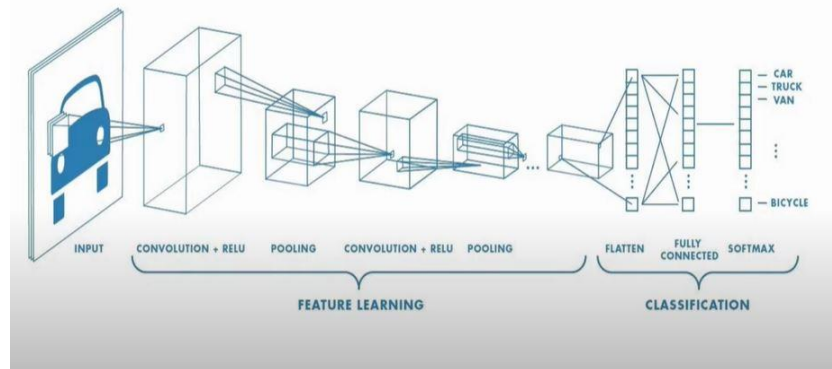 CAR
TRUCK
VAN
BICYCLE
INPUT
CONVOLUTION + RELU
POOLING
CONVOLUTION + RELU
POOLING
FLATTEN
FULLY
CONNECTED
SOFTMAX
FEATURE LEARNING
CLASSIFICATION